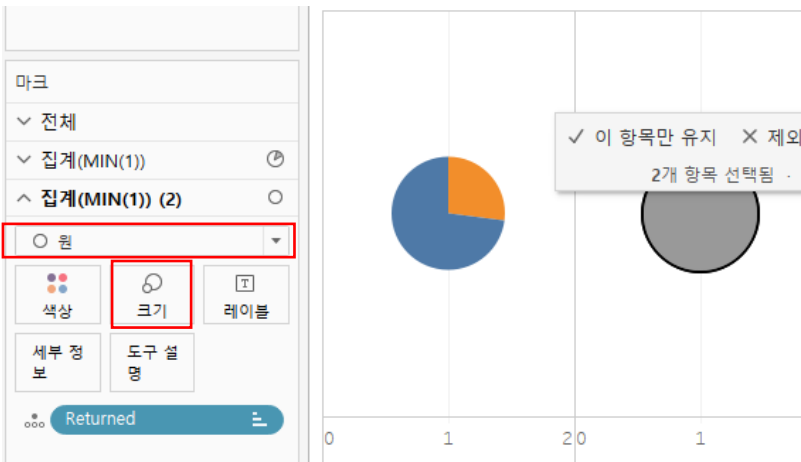 마크
전체
집계(MIN(1))
집계(MIN(1)) (2)
원
색상
크기
T
레이블
세부 정
보
도구 설
명
Returned
이 항목만 유지 제외
2개 항목 선택됨 ·
0 1 2 0 1